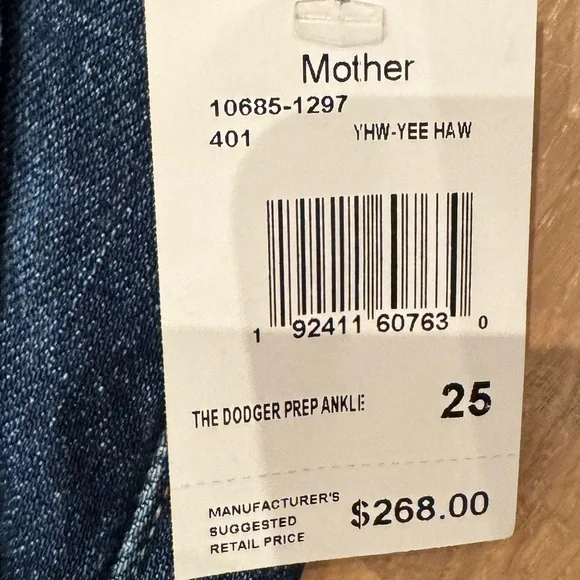 Mother
10685-1297
401 YHW-YEE HAW
1 92411 60763 0
THE DODGER PREP ANKLE 25
MANUFACTURER'S
SUGGESTED
RETAIL PRICE $268.00